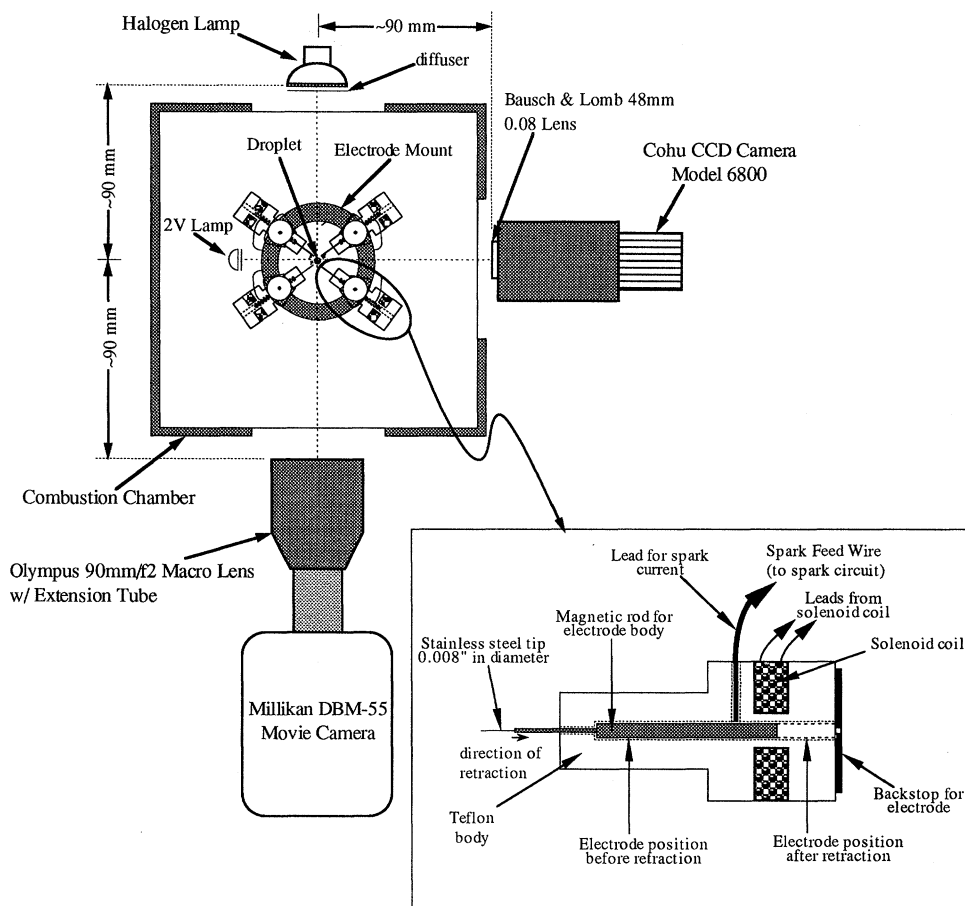 ~90 mm
Halogen Lamp
diffuser
Bausch & Lomb 48mm
0.08 Lens
Cohu CCD Camera
Model 6800
Droplet
Electrode Mount
~90 mm
2V Lamp
~90 mm
Combustion Chamber
Olympus 90mm/f2 Macro Lens
w/ Extension Tube
Millikan DBM-55
Movie Camera
Lead for spark
current
Spark Feed Wire
(to spark circuit)
Leads from
solenoid coil
Magnetic rod for
electrode body
Solenoid coil
Stainless steel tip
0.008" in diameter
direction of
retraction
Teflon
body
Electrode position
before retraction
Electrode position
after retraction
Backstop for
electrode